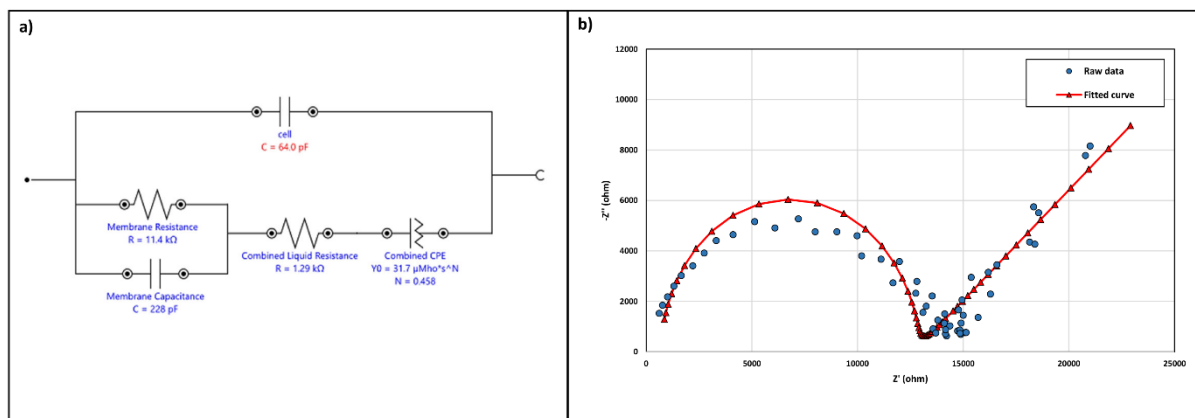 a)
cell
C = 64.0 pF
Membrane Resistance
R = 11.4 kΩ
Combined Liquid Resistance
R = 1.29 kΩ
Combined CPE
Y0 = 31.7 μMho*s^N
N = 0.458
Membrane Capacitance
C = 228 pF
b)
12000
10000
8000
6000
4000
2000
0
-Z'' (ohm)
Raw data
Fitted curve
0
5000
10000
15000
20000
25000
Z' (ohm)